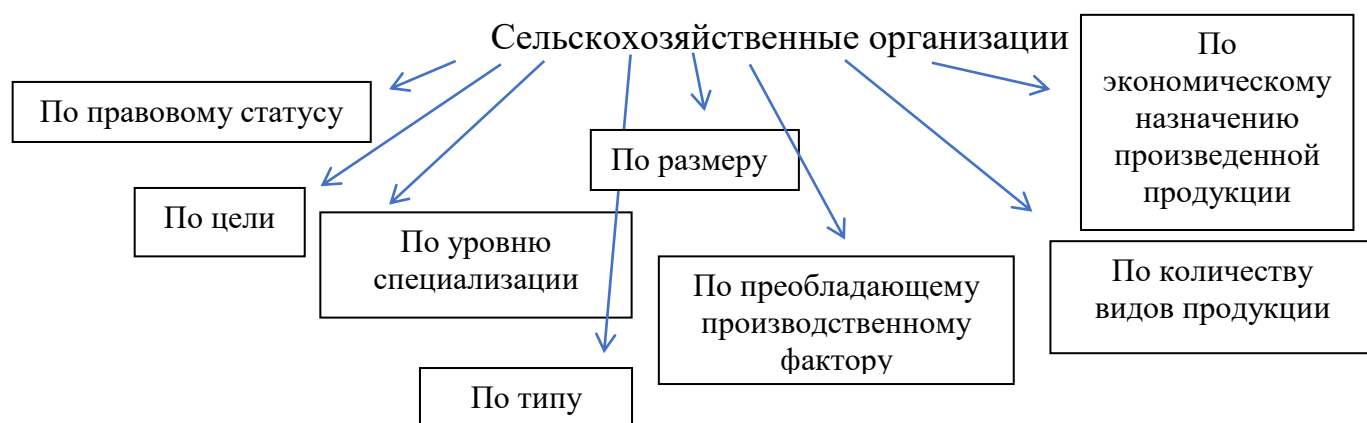 Сельскохозяйственные организации
По правовому статусу
По цели
По уровню
специализации
По типу
По размеру
По преобладающему
производственному
фактору
По
экономическому
назначению
произведенной
продукции
По количеству
видов продукции